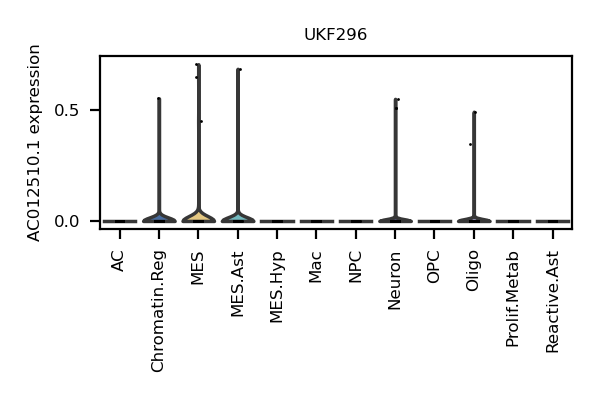 UKF296
AC012510.1 expression
0.5
0.0
AC
Chromatin.Reg
MES
MES.Ast
MES.Hyp
Mac
NPC
Neuron
OPC
Oligo
Prolif.Metab
Reactive.Ast